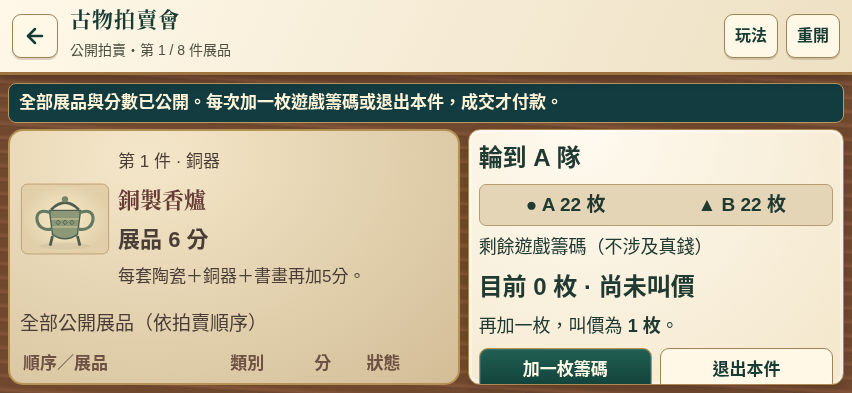 古物拍賣會
公開拍賣・第 1 / 8 件展品
玩法
重開
全部展品與分數已公開。每次加一枚遊戲籌碼或退出本件，成交才付款。
第 1 件 · 銅器
銅製香爐
展品 6 分
每套陶瓷＋銅器＋書畫再加5分。
全部公開展品（依拍賣順序）
順序／展品 類別 分 狀態
輪到 A 隊
● A 22 枚 ▲ B 22 枚
剩餘遊戲籌碼（不涉及真錢）
目前 0 枚 · 尚未叫價
再加一枚，叫價為 1 枚。
加一枚籌碼 退出本件